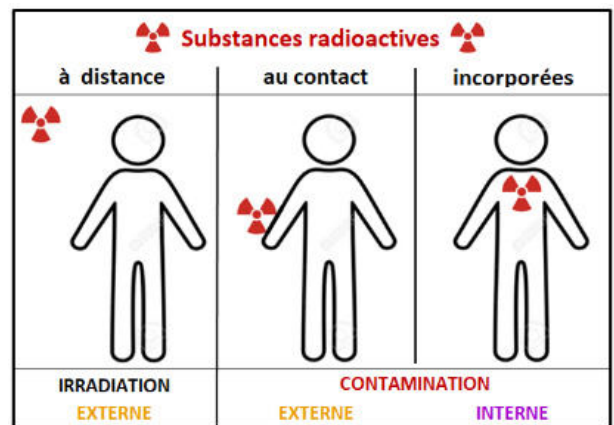 Substances radioactives
à distance
au contact
incorporées
IRRADIATION
CONTAMINATION
EXTERNE
EXTERNE
INTERNE